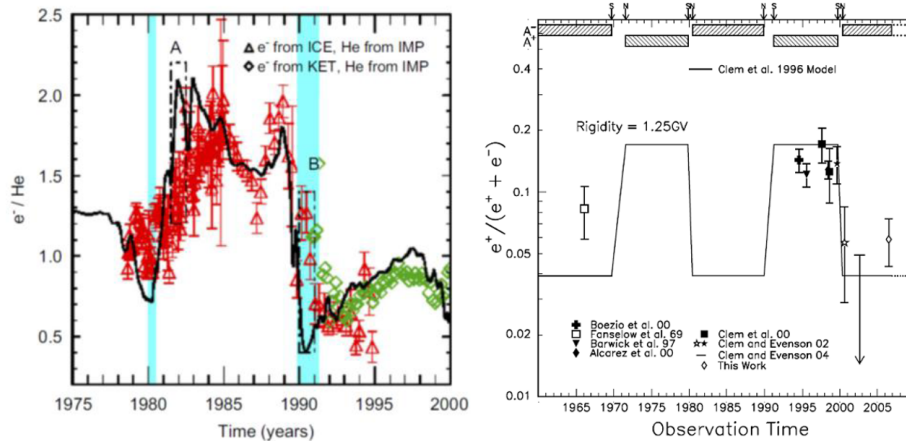 2.5
2.0
1.5
1.0
0.5
e⁻/ He
A
B
△ e⁻ from ICE, He from IMP
◇ e⁻ from KET, He from IMP
1975 1980 1985 1990 1995 2000
Time (years)
S N S N S N S N S
A⁻
A⁺
— Clem et al. 1996 Model
Rigidity = 1.25GV
0.4
0.2
0.1
0.05
0.02
0.01
e⁺/(e⁺ + e⁻)
Boezio et al. 00
Fanselow et al. 69
Barwick et al. 97
Alcarez et al. 00
Clem et al. 00
Clem and Evenson 02
Clem and Evenson 04
This Work
1965 1970 1975 1980 1985 1990 1995 2000 2005
Observation Time